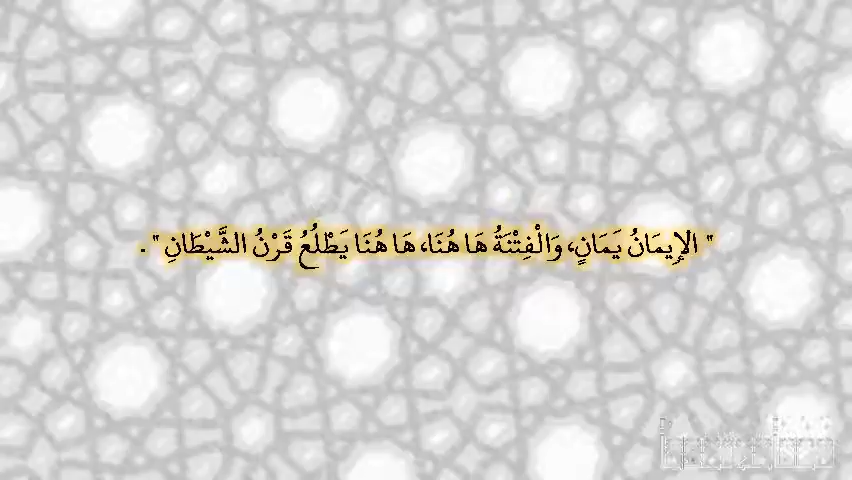 " الإِيمَانُ يَمَانٍ، وَالْفِتْنَةُ هَا هُنَا، هَا هُنَا يَطْلُعُ قَرْنُ الشَّيْطَانِ " .